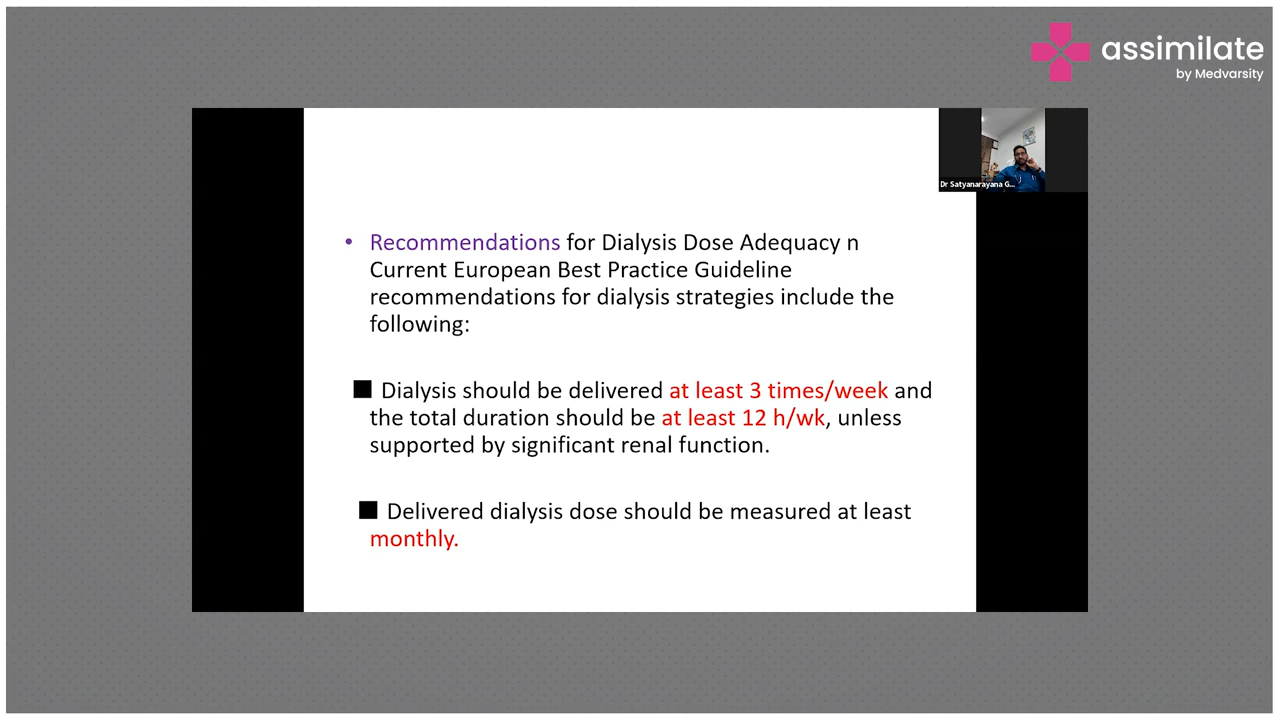 assimilate
by Medvarsity
Dr Satyanarayana G...
• Recommendations for Dialysis Dose Adequacy n
Current European Best Practice Guideline
recommendations for dialysis strategies include the
following:
■ Dialysis should be delivered at least 3 times/week and
the total duration should be at least 12 h/wk, unless
supported by significant renal function.
■ Delivered dialysis dose should be measured at least
monthly.